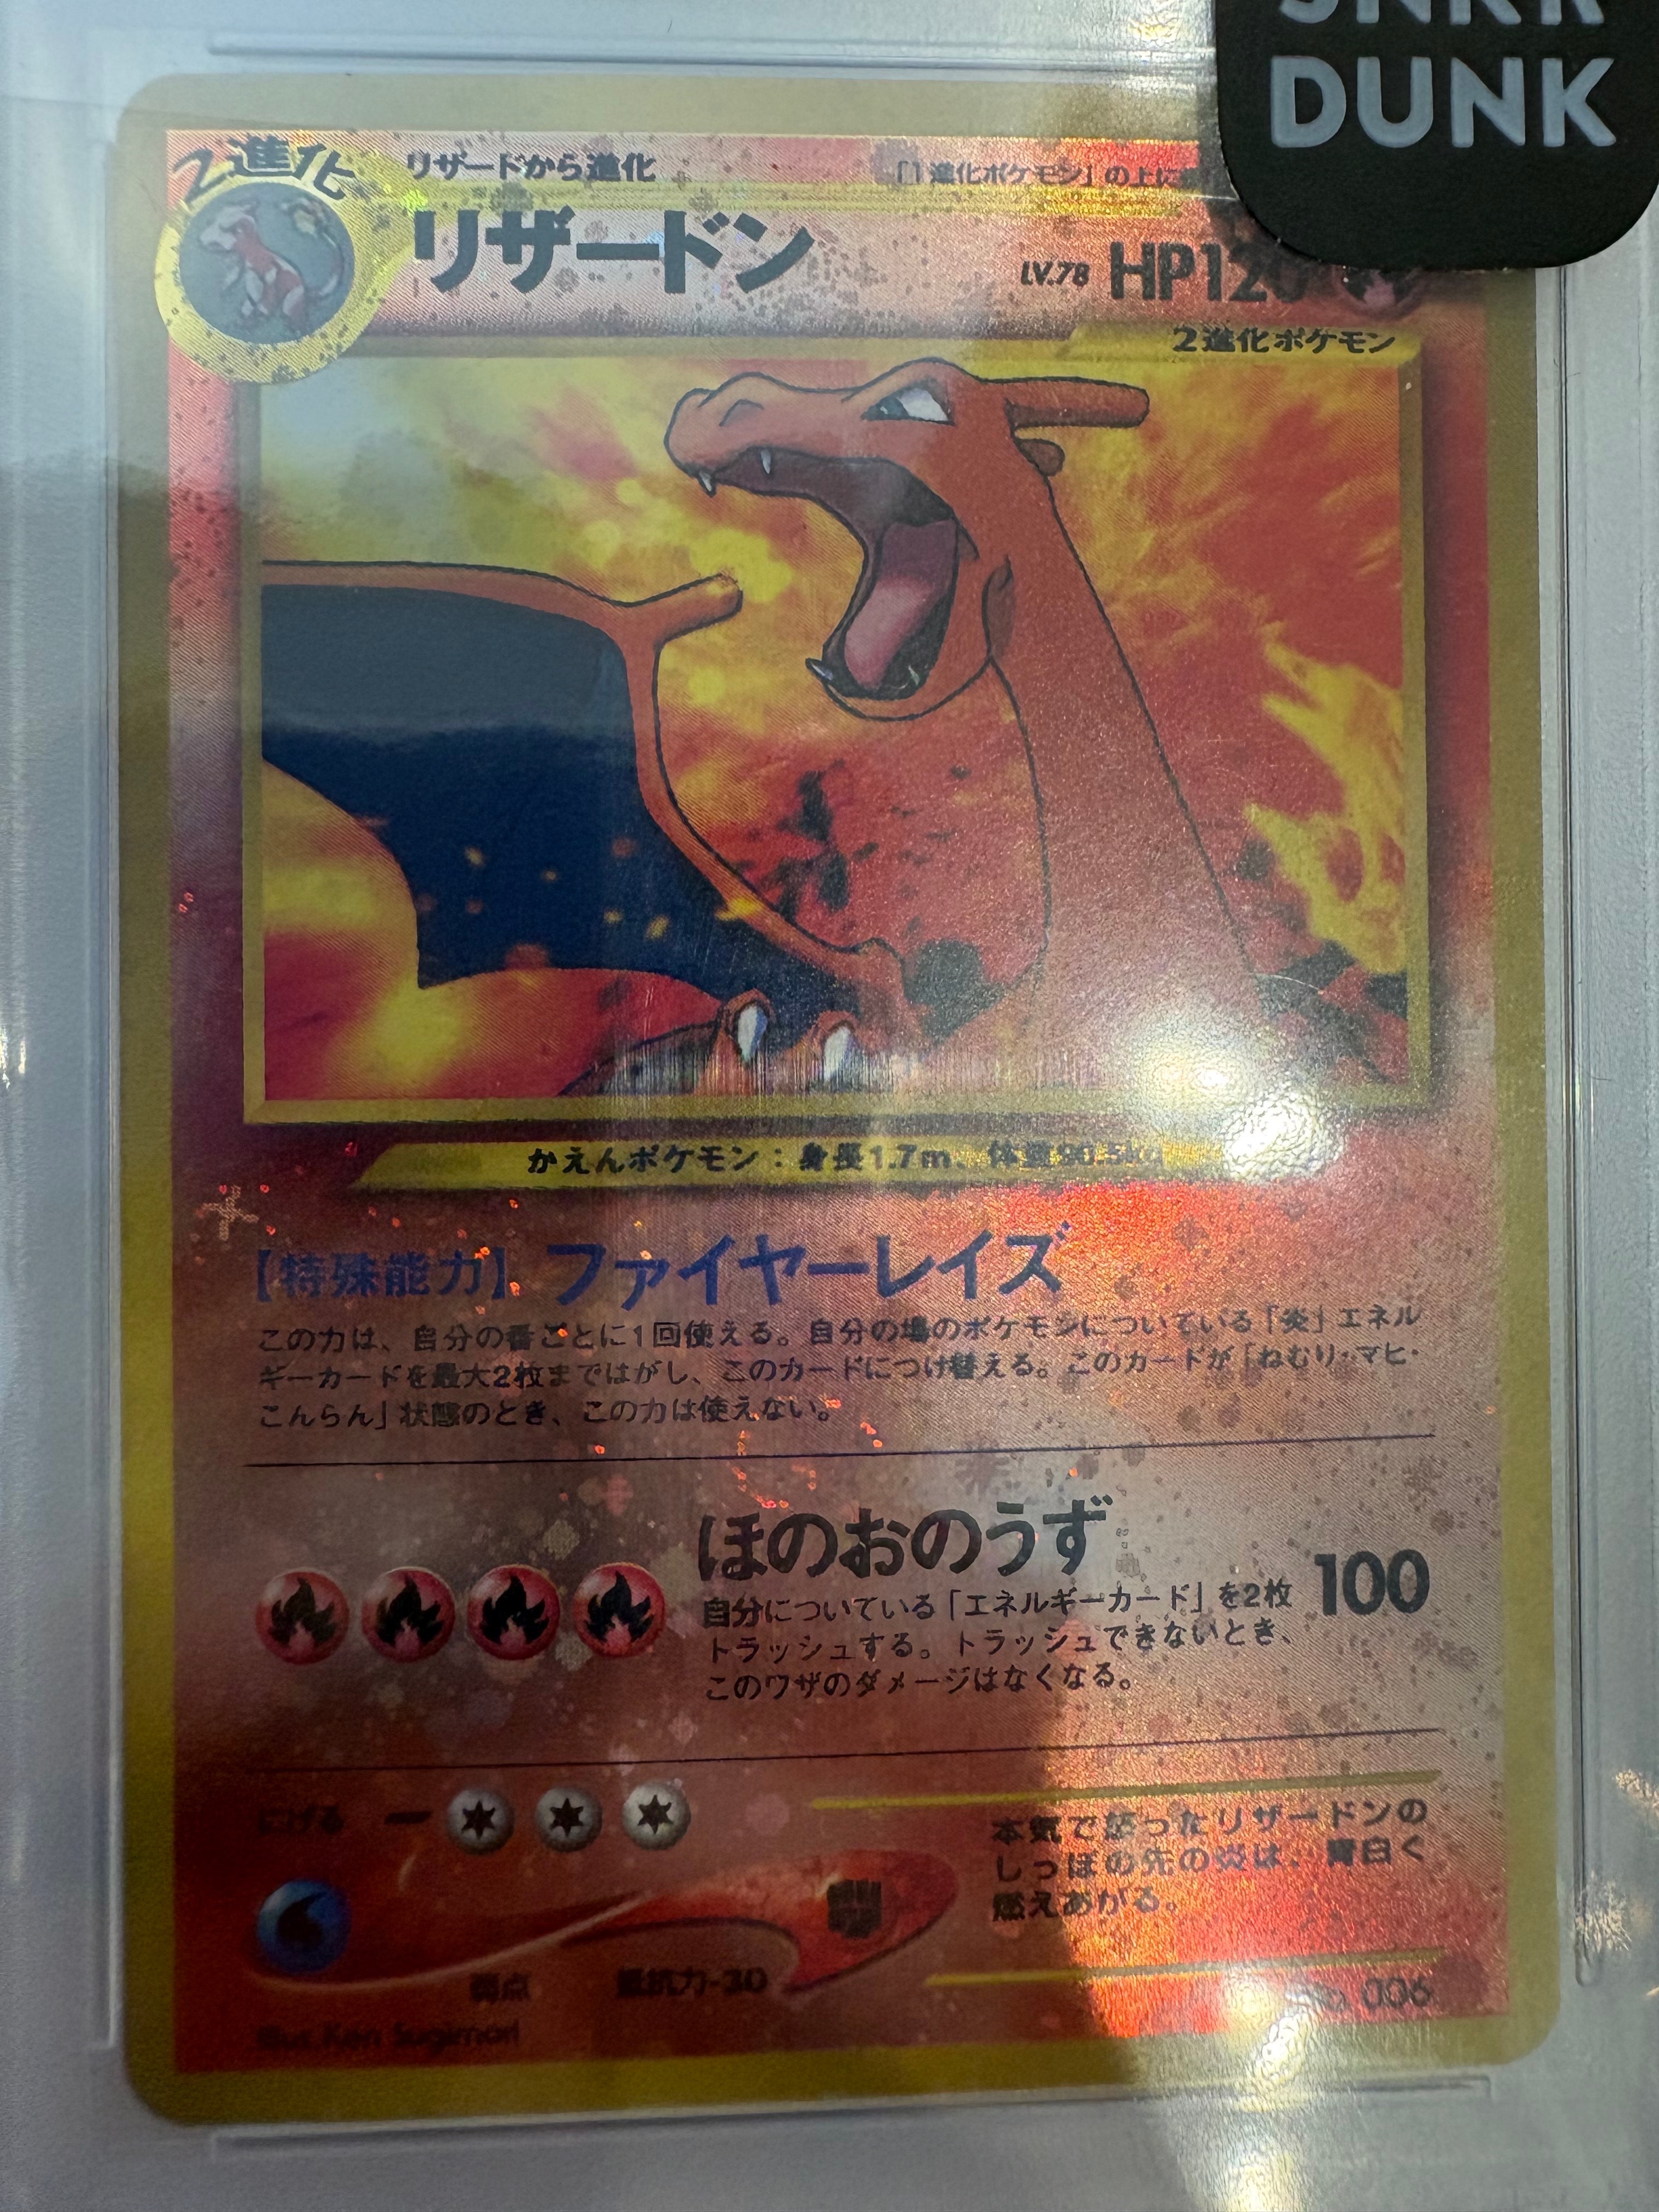 DUNK
2進化
リザードから進化
「1進化ポケモン」の上に
リザードン
LV.78 HP120
2進化ポケモン
かえんポケモン：身長1.7m、体重90.5kg
【特殊能力】 ファイヤーレイズ
この力は、自分の番ごとに1回使える。自分の場のポケモンについている「炎」エネル
ギーカードを最大2枚まではがし、このカードにつけ替える。このカードが「ねむり・マヒ・
こんらん」状態のとき、この力は使えない。
ほのおのうず
100
自分についている「エネルギーカード」を2枚
トラッシュする。トラッシュできないとき、
このワザのダメージはなくなる。
にげる
本気で怒ったリザードンの
しっぽの先の炎は、青白く
燃えあがる。
弱点 抵抗力-30
No. 006
Illus. Ken Sugimori